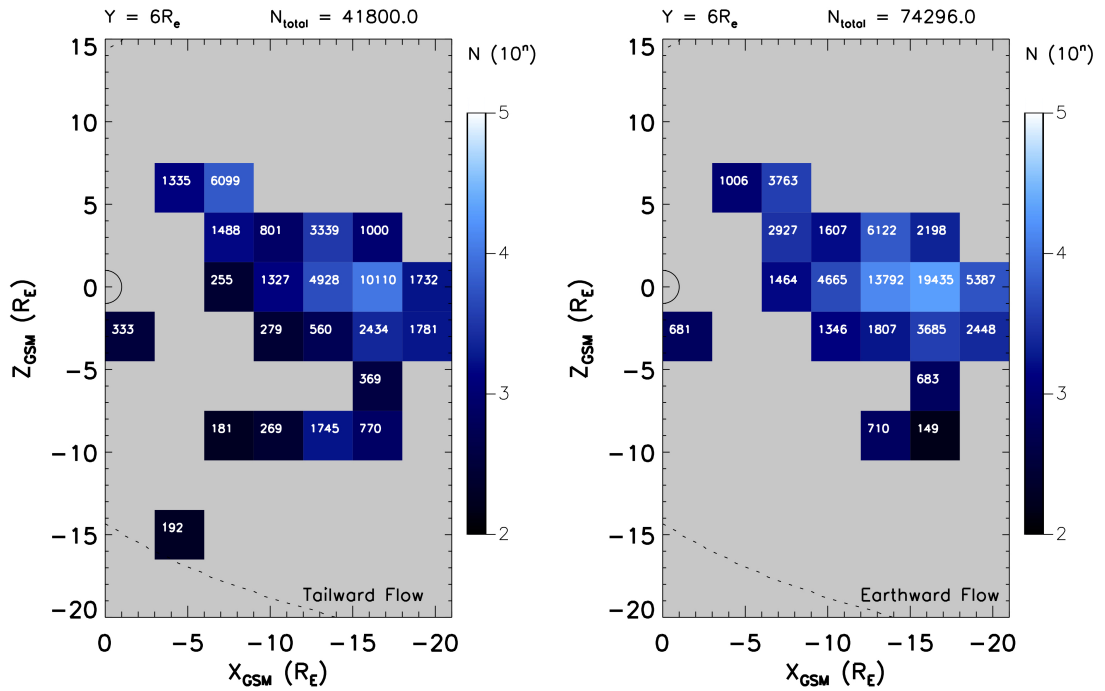 Y = 6Rₑ N_total = 41800.0
N (10ⁿ)
15
10
5
0
−5
−10
−15
−20
1335 6099
1488 801 3339 1000
255 1327 4928 10110 1732
333 279 560 2434 1781
369
181 269 1745 770
192
Tailward Flow
0 −5 −10 −15 −20
X_GSM (R_E)
Z_GSM (R_E)
5
4
3
2
Y = 6Rₑ N_total = 74296.0
N (10ⁿ)
15
10
5
0
−5
−10
−15
−20
1006 3763
2927 1607 6122 2198
1464 4665 13792 19435 5387
681 1346 1807 3685 2448
683
710 149
Earthward Flow
0 −5 −10 −15 −20
X_GSM (R_E)
Z_GSM (R_E)
5
4
3
2